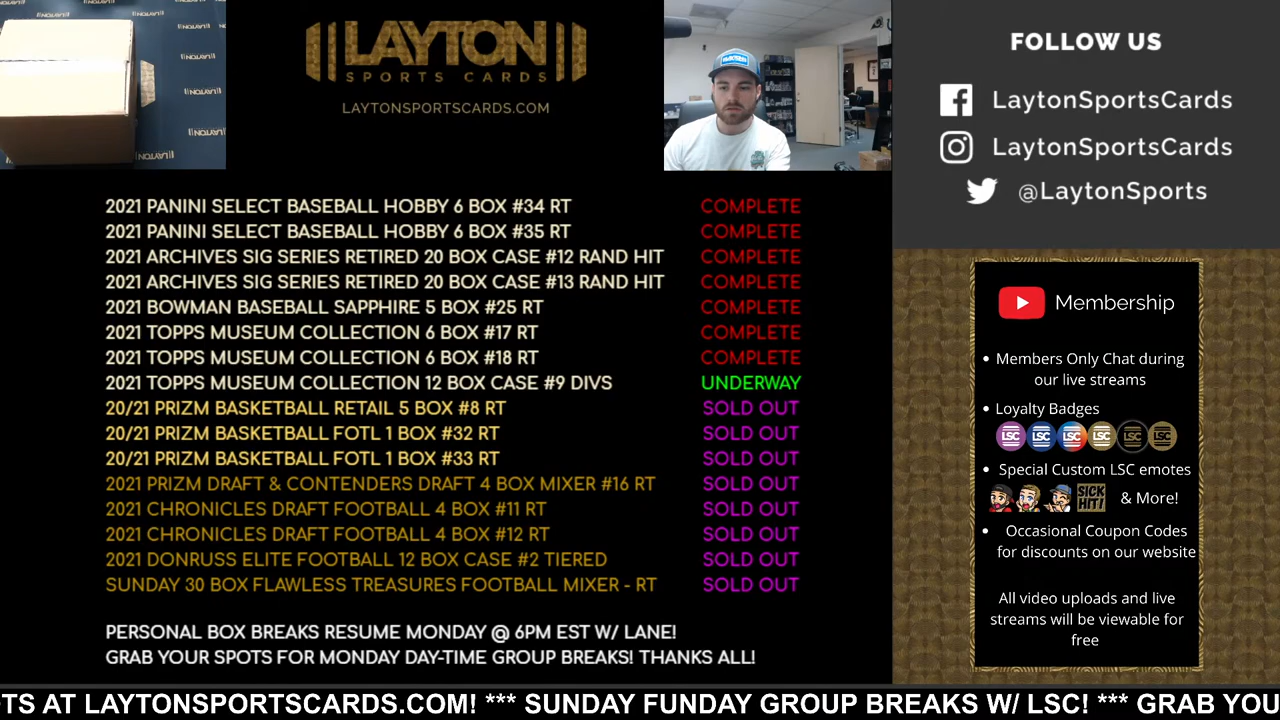 LAYTON
SPORTS CARDS
LAYTONSPORTSCARDS.COM
2021 PANINI SELECT BASEBALL HOBBY 6 BOX #34 RT COMPLETE
2021 PANINI SELECT BASEBALL HOBBY 6 BOX #35 RT COMPLETE
2021 ARCHIVES SIG SERIES RETIRED 20 BOX CASE #12 RAND HIT COMPLETE
2021 ARCHIVES SIG SERIES RETIRED 20 BOX CASE #13 RAND HIT COMPLETE
2021 BOWMAN BASEBALL SAPPHIRE 5 BOX #25 RT COMPLETE
2021 TOPPS MUSEUM COLLECTION 6 BOX #17 RT COMPLETE
2021 TOPPS MUSEUM COLLECTION 6 BOX #18 RT COMPLETE
2021 TOPPS MUSEUM COLLECTION 12 BOX CASE #9 DIVS UNDERWAY
20/21 PRIZM BASKETBALL RETAIL 5 BOX #8 RT SOLD OUT
20/21 PRIZM BASKETBALL FOTL 1 BOX #32 RT SOLD OUT
20/21 PRIZM BASKETBALL FOTL 1 BOX #33 RT SOLD OUT
2021 PRIZM DRAFT & CONTENDERS DRAFT 4 BOX MIXER #16 RT SOLD OUT
2021 CHRONICLES DRAFT FOOTBALL 4 BOX #11 RT SOLD OUT
2021 CHRONICLES DRAFT FOOTBALL 4 BOX #12 RT SOLD OUT
2021 DONRUSS ELITE FOOTBALL 12 BOX CASE #2 TIERED SOLD OUT
SUNDAY 30 BOX FLAWLESS TREASURES FOOTBALL MIXER - RT SOLD OUT
PERSONAL BOX BREAKS RESUME MONDAY @ 6PM EST W/ LANE!
GRAB YOUR SPOTS FOR MONDAY DAY-TIME GROUP BREAKS! THANKS ALL!
FOLLOW US
LaytonSportsCards
LaytonSportsCards
@LaytonSports
Membership
• Members Only Chat during
our live streams
• Loyalty Badges
LSC LSC LSC LSC LSC LSC
• Special Custom LSC emotes
SICK HIT! & More!
• Occasional Coupon Codes
for discounts on our website
All video uploads and live
streams will be viewable for
free
OTS AT LAYTONSPORTSCARDS.COM! *** SUNDAY FUNDAY GROUP BREAKS W/ LSC! *** GRAB YOU